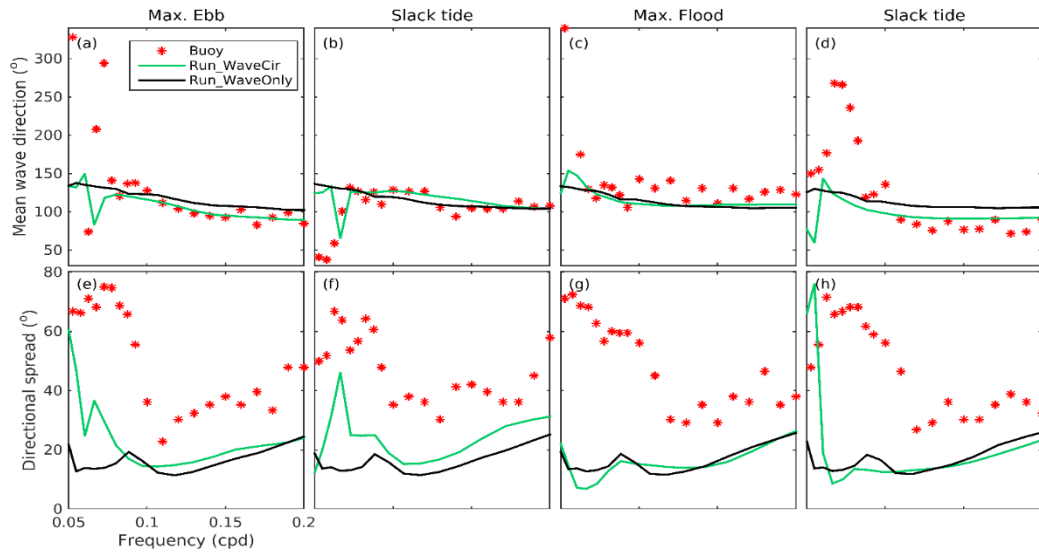 Max. Ebb
Slack tide
Max. Flood
Slack tide
(a)
Buoy
Run_WaveCir
Run_WaveOnly
(b)
(c)
(d)
Mean wave direction (°)
300
250
200
150
100
50
(e)
(f)
(g)
(h)
Directional spread (°)
80
60
40
20
0
0.05
0.1
0.15
0.2
Frequency (cpd)